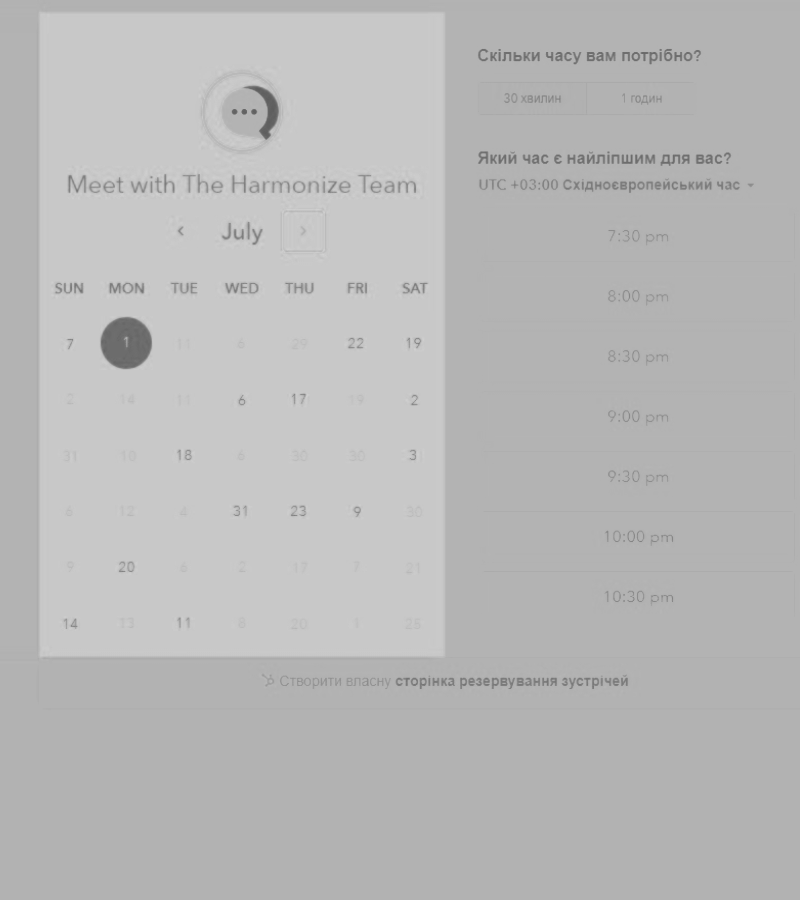 Meet with The Harmonize Team
July
SUN MON TUE WED THU FRI SAT
7 1 11 6 29 22 19
2 14 11 6 17 19 2
31 10 18 6 30 30 3
6 12 4 31 23 9 30
9 20 6 2 17 7 21
14 13 11 8 20 1 25
Скільки часу вам потрібно?
30 хвилин 1 годин
Який час є найліпшим для вас?
UTC +03:00 Східноєвропейський час
7:30 pm
8:00 pm
8:30 pm
9:00 pm
9:30 pm
10:00 pm
10:30 pm
Створити власну сторінка резервування зустрічей